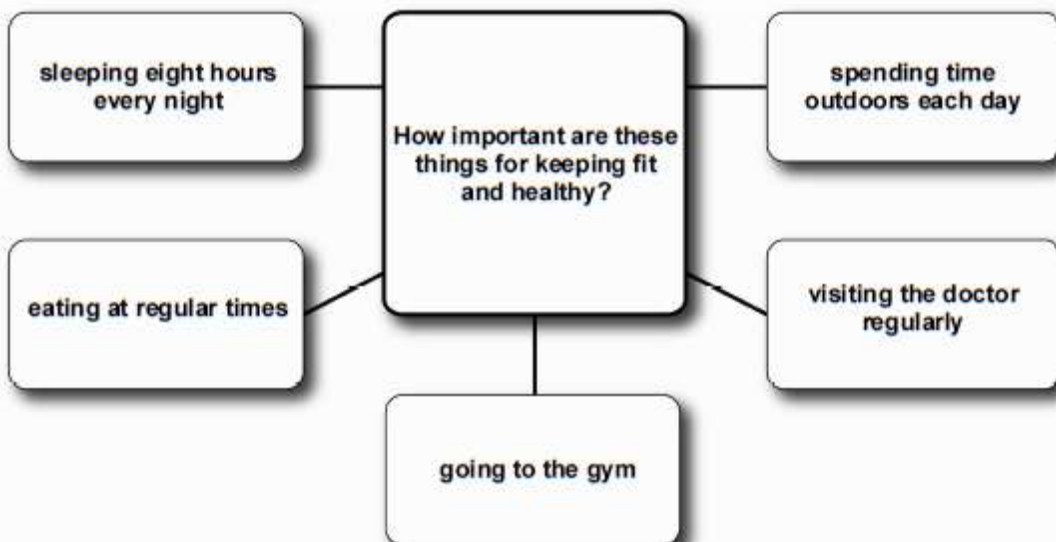 sleeping eight hours
every night
How important are these
things for keeping fit
and healthy?
spending time
outdoors each day
eating at regular times
visiting the doctor
regularly
going to the gym